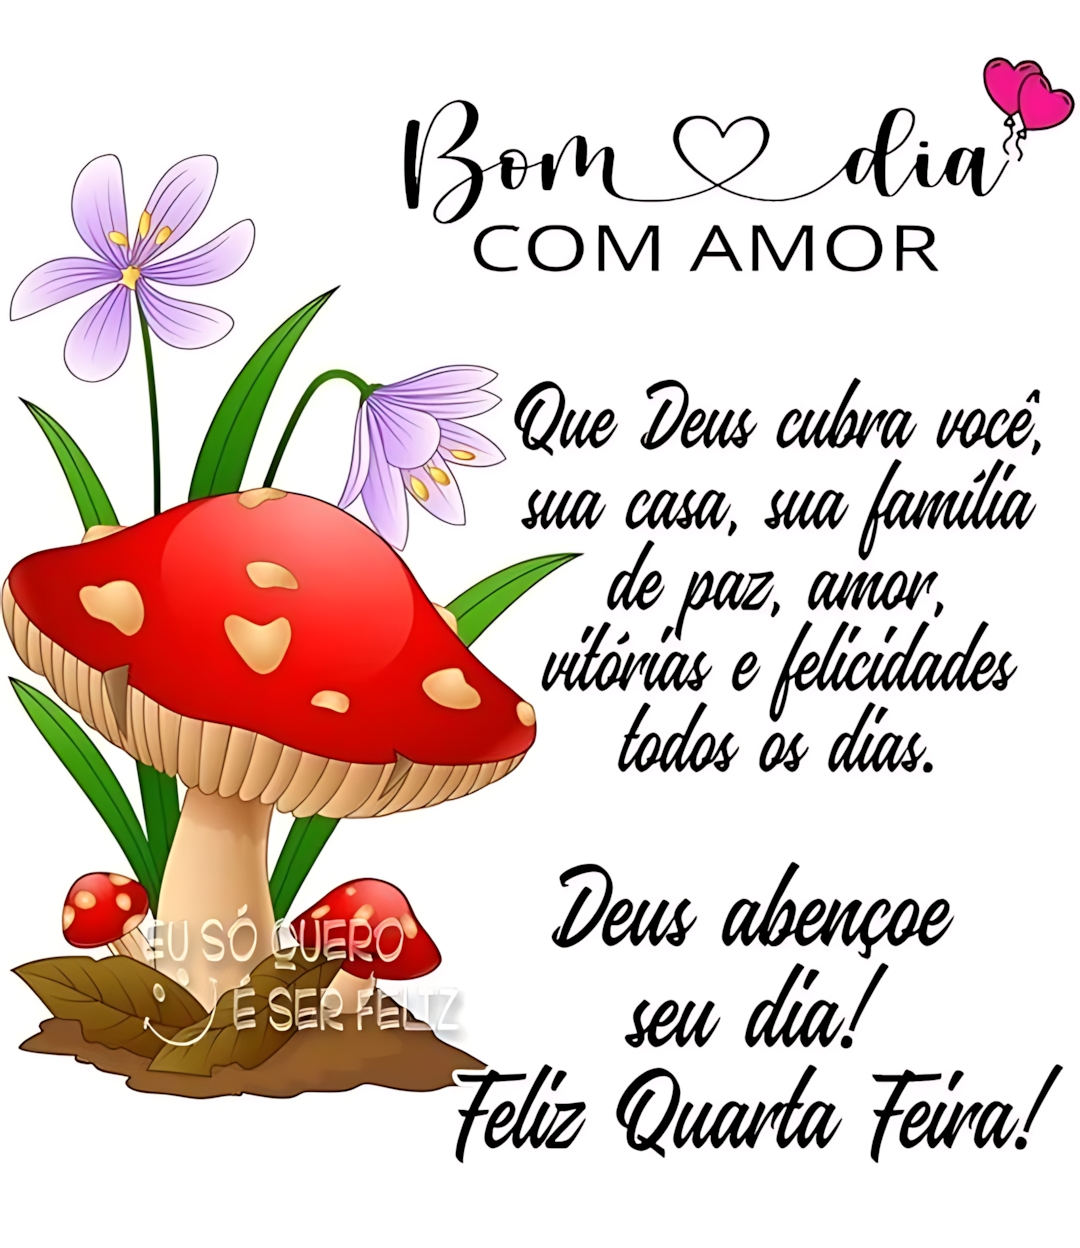 Bom dia
COM AMOR
Que Deus cubra você,
sua casa, sua família
de paz, amor,
vitórias e felicidades
todos os dias.
Deus abençoe
seu dia!
Feliz Quarta Feira!
EU SÓ QUERO
É SER FELIZ